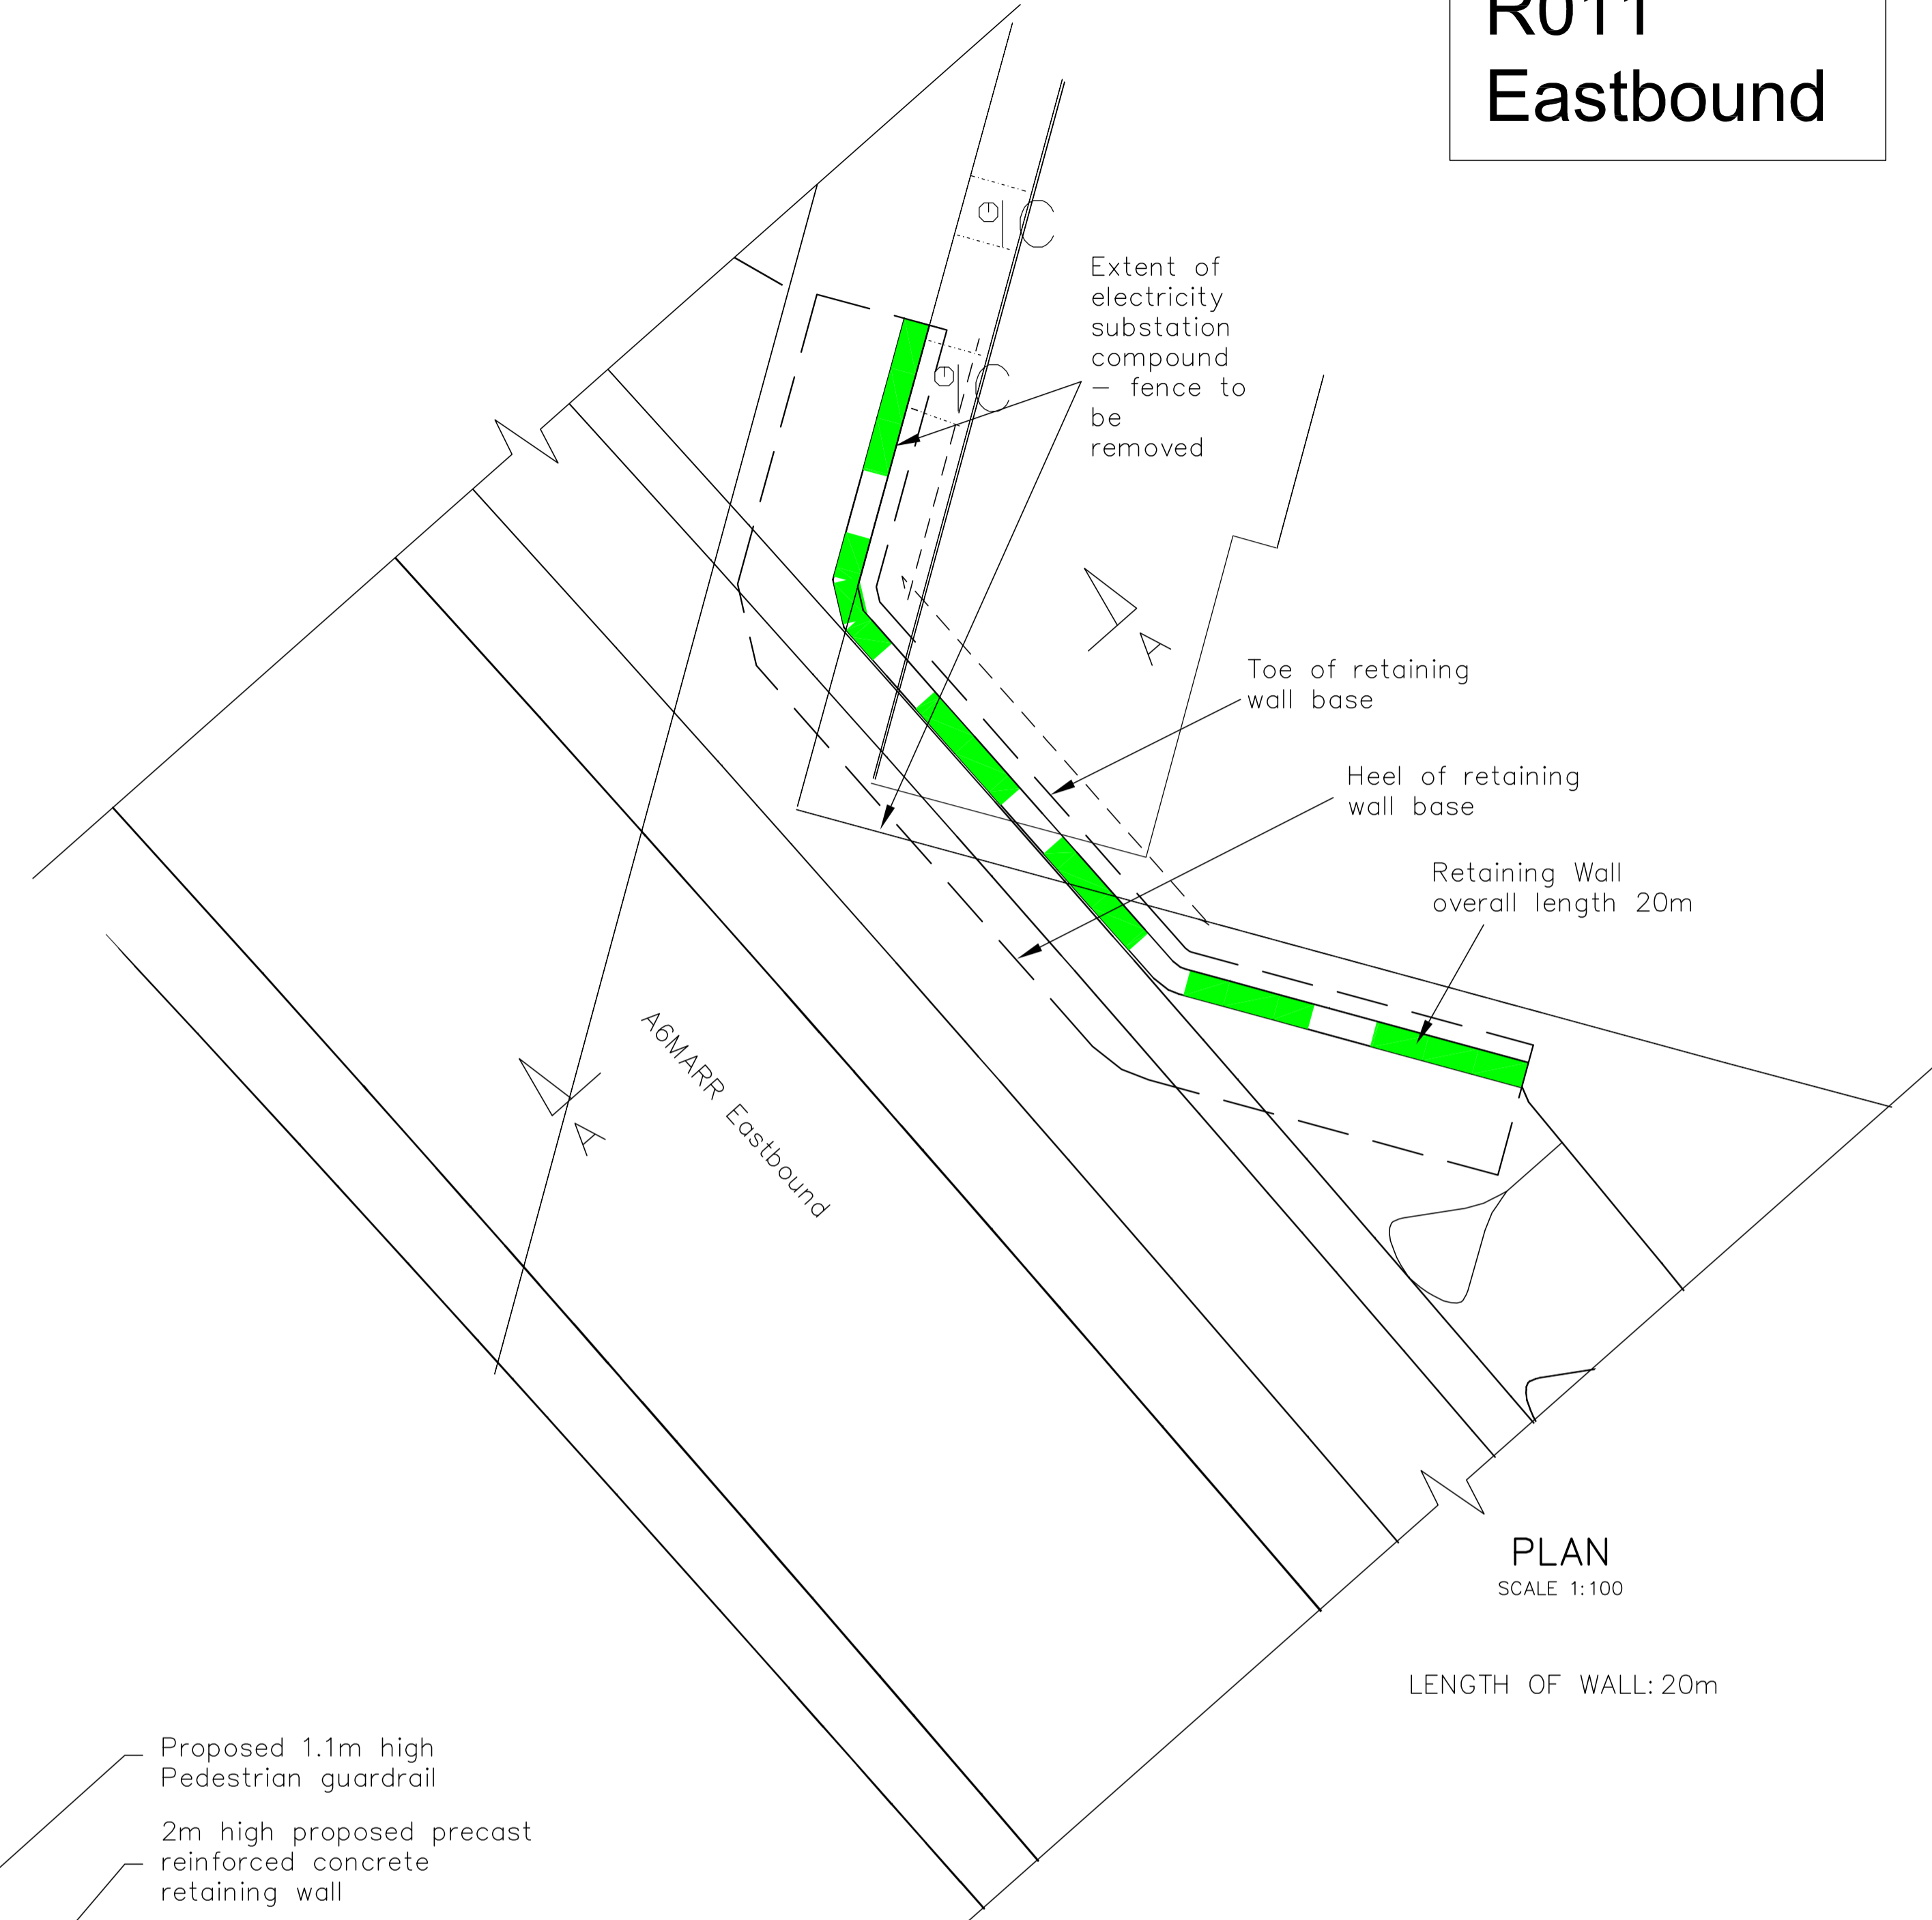 R011
Eastbound
Extent of
electricity
substation
compound
– fence to
be
removed
A
Toe of retaining
wall base
Heel of retaining
wall base
Retaining Wall
overall length 20m
A6MARR Eastbound
A
PLAN
SCALE 1:100
LENGTH OF WALL: 20m
Proposed 1.1m high
Pedestrian guardrail
2m high proposed precast
reinforced concrete
retaining wall